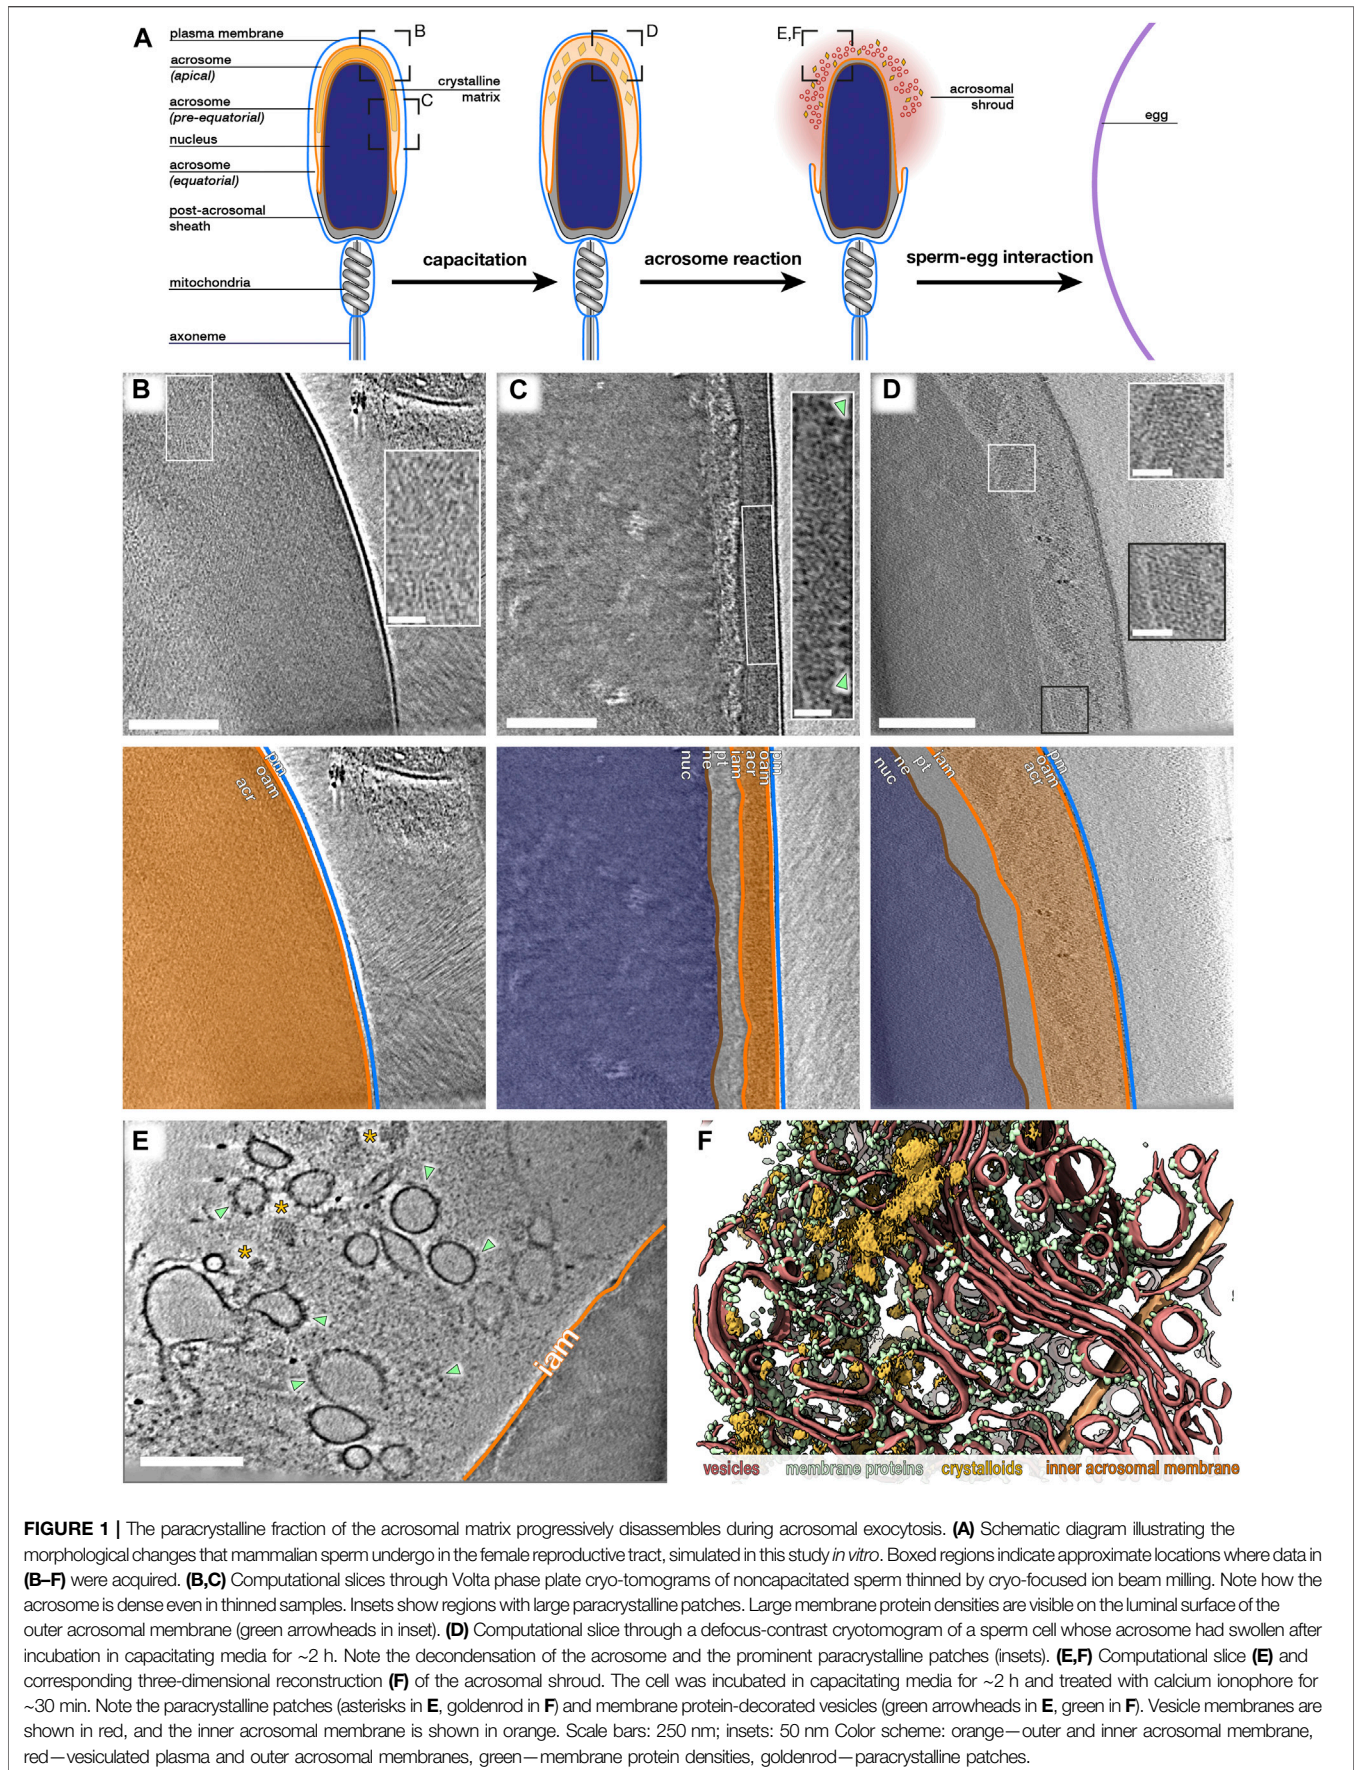 A
plasma membrane
acrosome
(apical)
acrosome
(pre-equatorial)
nucleus
acrosome
(equatorial)
post-acrosomal
sheath
mitochondria
axoneme
B
C
crystalline
matrix
D
E,F
acrosomal
shroud
egg
capacitation
acrosome reaction
sperm-egg interaction
B
C
D
pm
oam
acr
nuc
ne
pt
iam
acr
oam
pm
nuc
ne
pt
iam
acr
oam
pm
E
iam
F
vesicles membrane proteins crystalloids inner acrosomal membrane
FIGURE 1 | The paracrystalline fraction of the acrosomal matrix progressively disassembles during acrosomal exocytosis. (A) Schematic diagram illustrating the
morphological changes that mammalian sperm undergo in the female reproductive tract, simulated in this study in vitro. Boxed regions indicate approximate locations where data in
(B–F) were acquired. (B,C) Computational slices through Volta phase plate cryo-tomograms of noncapacitated sperm thinned by cryo-focused ion beam milling. Note how the
acrosome is dense even in thinned samples. Insets show regions with large paracrystalline patches. Large membrane protein densities are visible on the luminal surface of the
outer acrosomal membrane (green arrowheads in inset). (D) Computational slice through a defocus-contrast cryotomogram of a sperm cell whose acrosome had swollen after
incubation in capacitating media for ~2 h. Note the decondensation of the acrosome and the prominent paracrystalline patches (insets). (E,F) Computational slice (E) and
corresponding three-dimensional reconstruction (F) of the acrosomal shroud. The cell was incubated in capacitating media for ~2 h and treated with calcium ionophore for
~30 min. Note the paracrystalline patches (asterisks in E, goldenrod in F) and membrane protein-decorated vesicles (green arrowheads in E, green in F). Vesicle membranes are
shown in red, and the inner acrosomal membrane is shown in orange. Scale bars: 250 nm; insets: 50 nm Color scheme: orange—outer and inner acrosomal membrane,
red—vesiculated plasma and outer acrosomal membranes, green—membrane protein densities, goldenrod—paracrystalline patches.